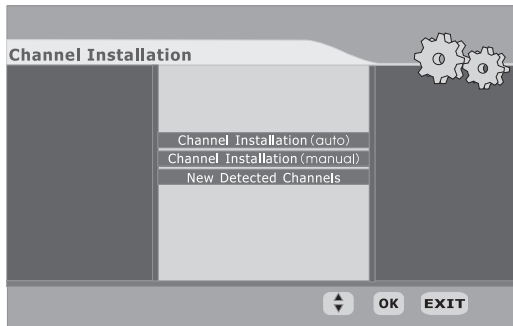 Channel Installation
Channel Installation (auto)
Channel Installation (manual)
New Detected Channels
OK EXIT